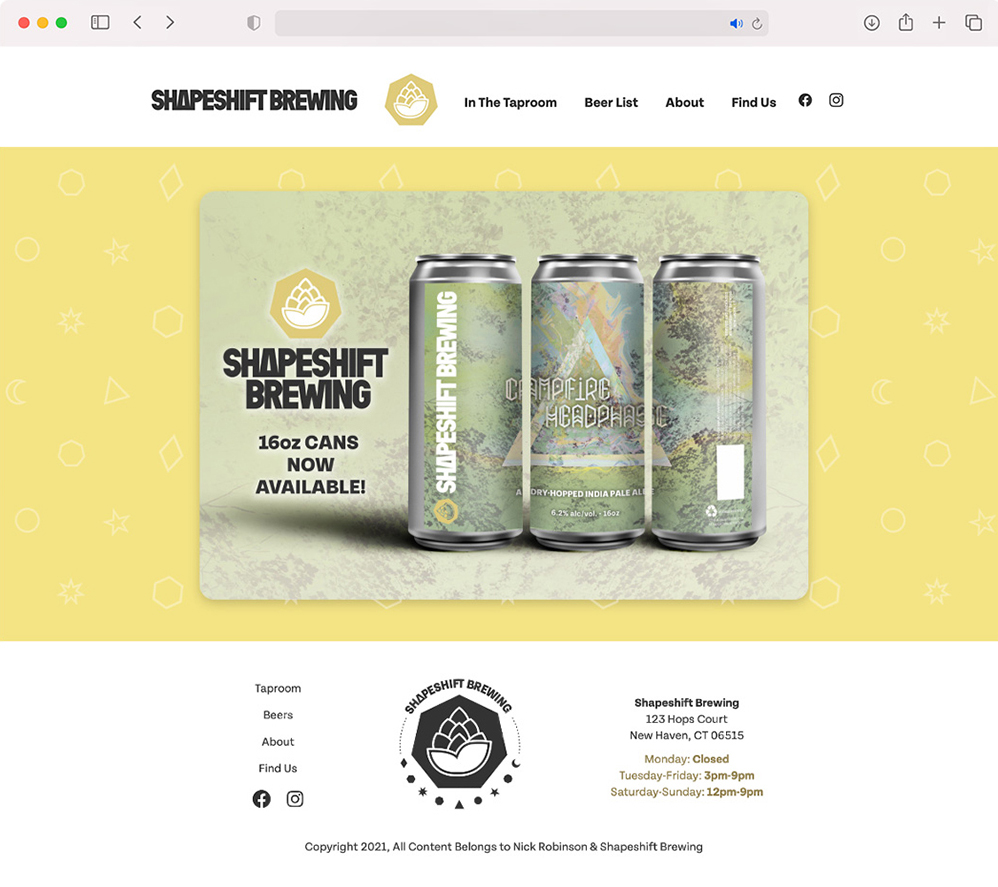 SHAPESHIFT BREWING
In The Taproom
Beer List
About
Find Us
SHAPESHIFT
BREWING
16oz CANS
NOW
AVAILABLE!
SHAPESHIFT BREWING
CAMPFIRE
HEADPHASE
DRY-HOPPED INDIA PALE ALE
6.2% alc/vol. - 16oz
Taproom
Beers
About
Find Us
SHAPESHIFT BREWING
Shapeshift Brewing
123 Hops Court
New Haven, CT 06515
Monday: Closed
Tuesday-Friday: 3pm-9pm
Saturday-Sunday: 12pm-9pm
Copyright 2021, All Content Belongs to Nick Robinson & Shapeshift Brewing